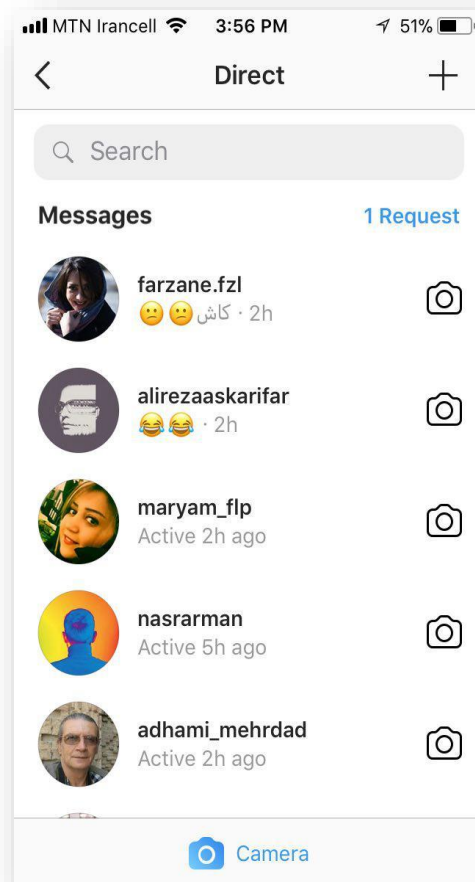 MTN Irancell 3:56 PM 51%
Direct
Search
Messages 1 Request
farzane.fzl
😕😕 کاش · 2h
alirezaaskarifar
😂😂 · 2h
maryam_flp
Active 2h ago
nasrarman
Active 5h ago
adhami_mehrdad
Active 2h ago
Camera